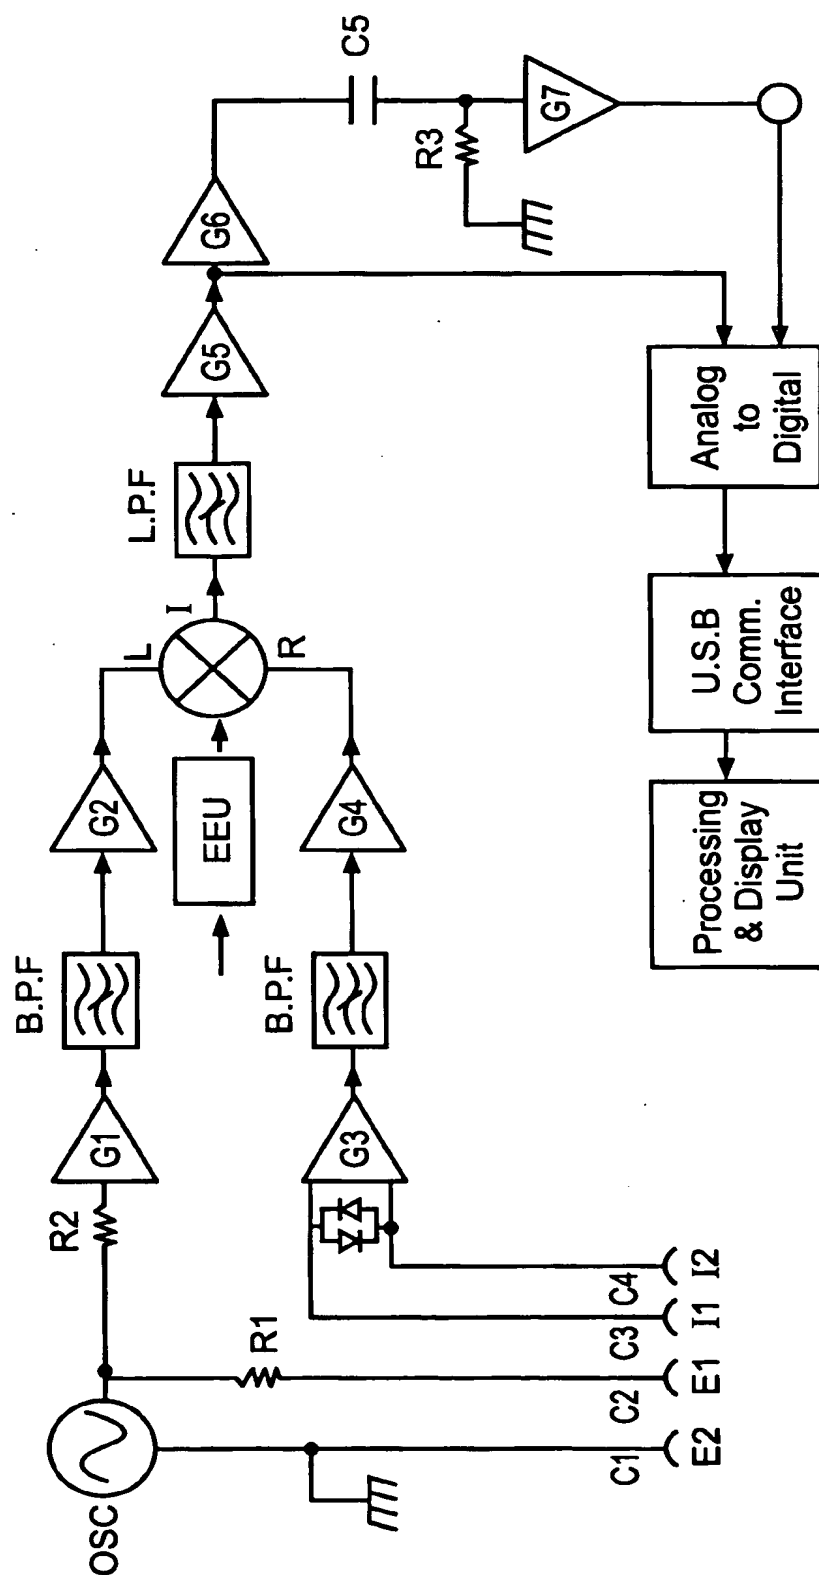 OSC
R2
G1
B.P.F
G2
L
I
L.P.F
G5
G6
C5
EEU
R
R3
G7
R1
G3
B.P.F
G4
C1
C2
C3
C4
E2
E1
I1
I2
Processing
& Display
Unit
U.S.B
Comm.
Interface
Analog
to
Digital